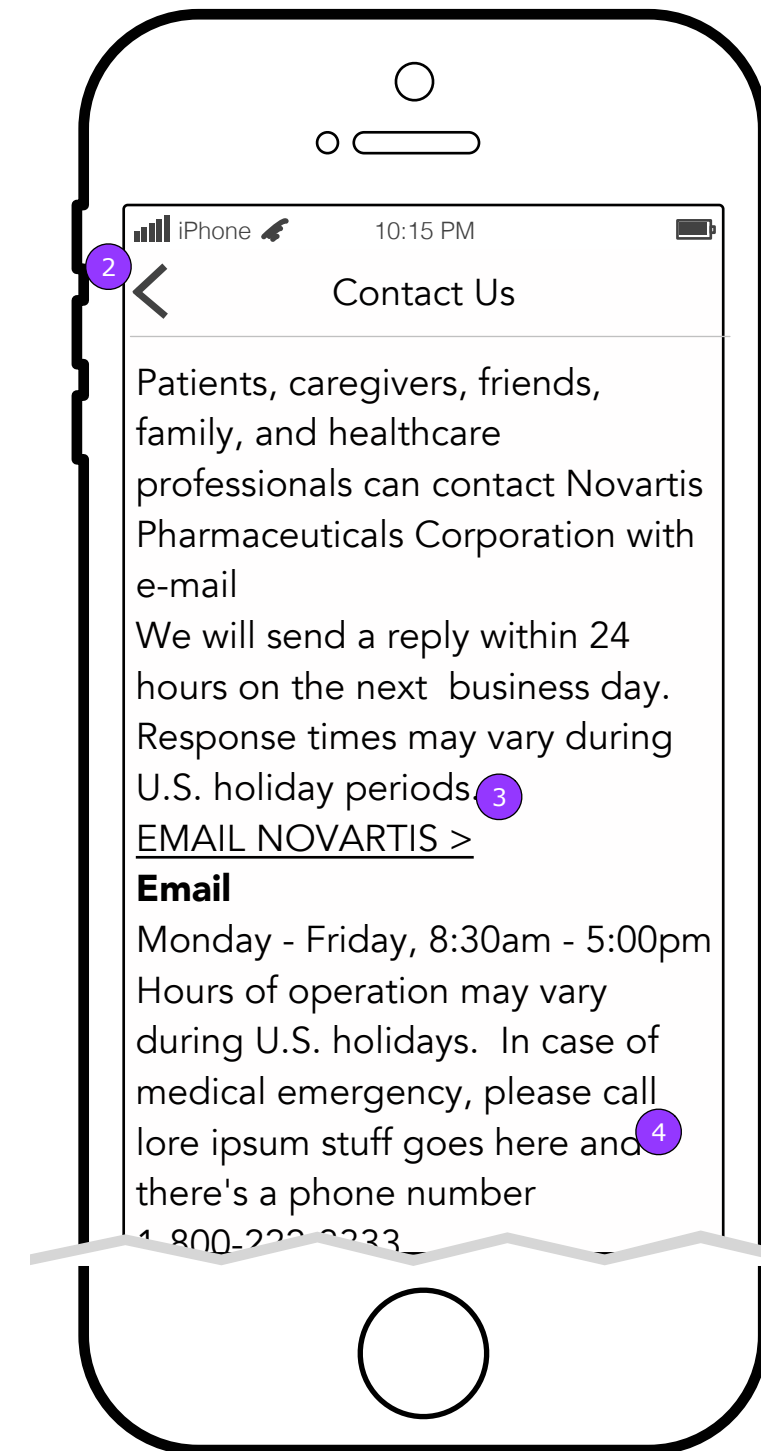 iPhone 10:15 PM
2
Contact Us
Patients, caregivers, friends,
family, and healthcare
professionals can contact Novartis
Pharmaceuticals Corporation with
e-mail
We will send a reply within 24
hours on the next  business day.
Response times may vary during
U.S. holiday periods.
3
EMAIL NOVARTIS >
Email
Monday - Friday, 8:30am - 5:00pm
Hours of operation may vary
during U.S. holidays.  In case of
medical emergency, please call
lore ipsum stuff goes here and
4
there's a phone number